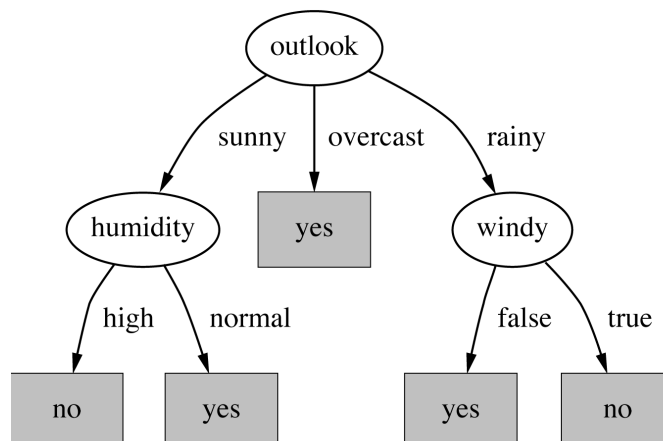 outlook
sunny overcast rainy
humidity yes windy
high normal false true
no yes yes no